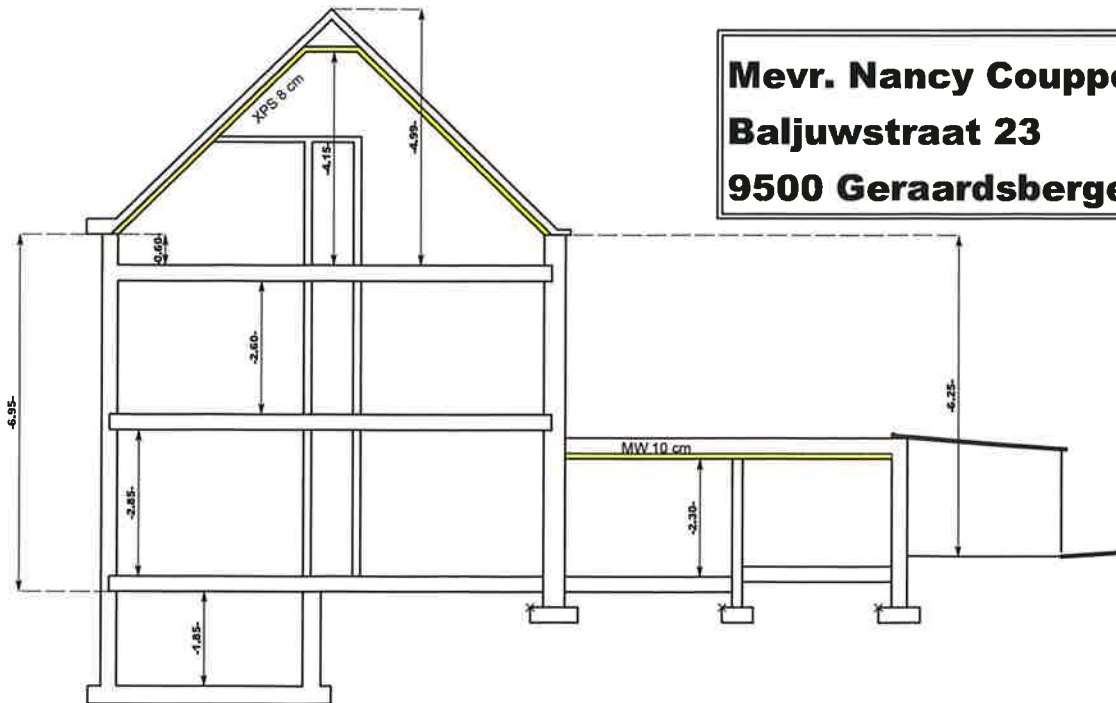 Mevr. Nancy Couppe
Baljuwstraat 23
9500 Geraardsberge
XPS 8 cm
-4.15-
-4.99-
-0.60-
-2.60-
-6.95-
-6.25-
MW 10 cm
-2.85-
-2.30-
-1.85-